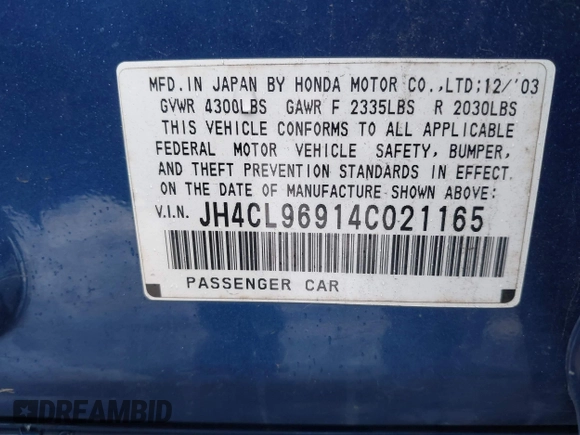 MFD. IN JAPAN BY HONDA MOTOR CO.,LTD;12/'03
GVWR 4300LBS GAWR F 2335LBS R 2030LBS
THIS VEHICLE CONFORMS TO ALL APPLICABLE
FEDERAL MOTOR VEHICLE SAFETY, BUMPER,
AND THEFT PREVENTION STANDARDS IN EFFECT.
ON THE DATE OF MANUFACTURE SHOWN ABOVE:
V.I.N. JH4CL96914C021165
PASSENGER CAR
DREAMBID